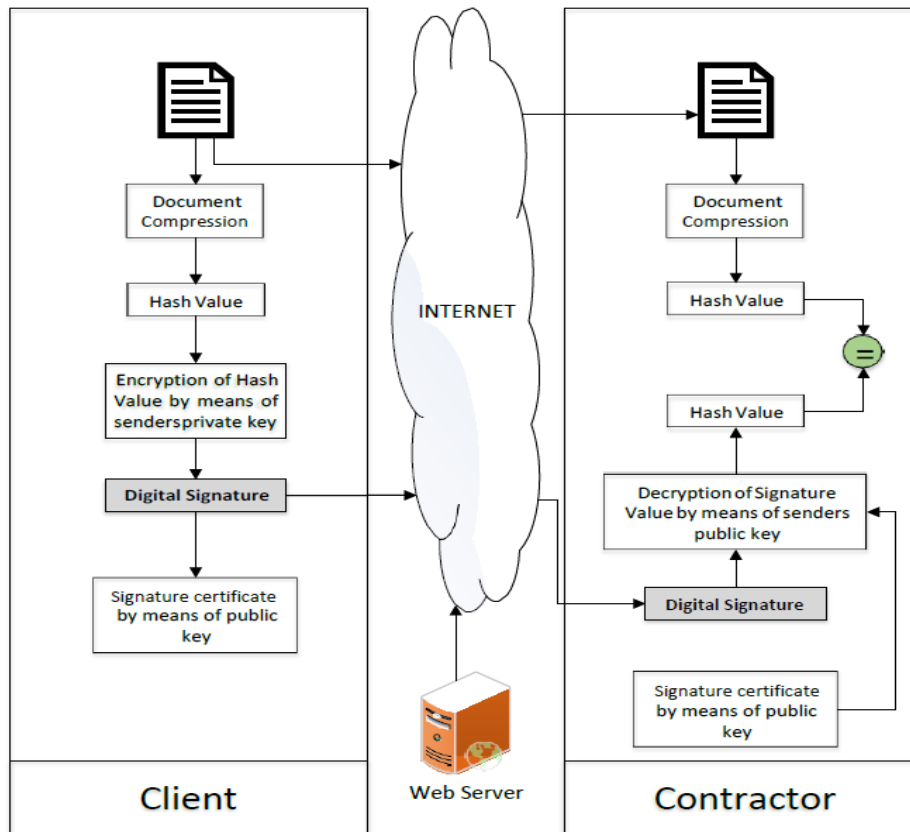 Document
Compression
Hash Value
Encryption of Hash
Value by means of
sendersprivate key
Digital Signature
Signature certificate
by means of public
key
Client
INTERNET
Web Server
Document
Compression
Hash Value
=
Hash Value
Decryption of Signature
Value by means of senders
public key
Digital Signature
Signature certificate
by means of public
key
Contractor